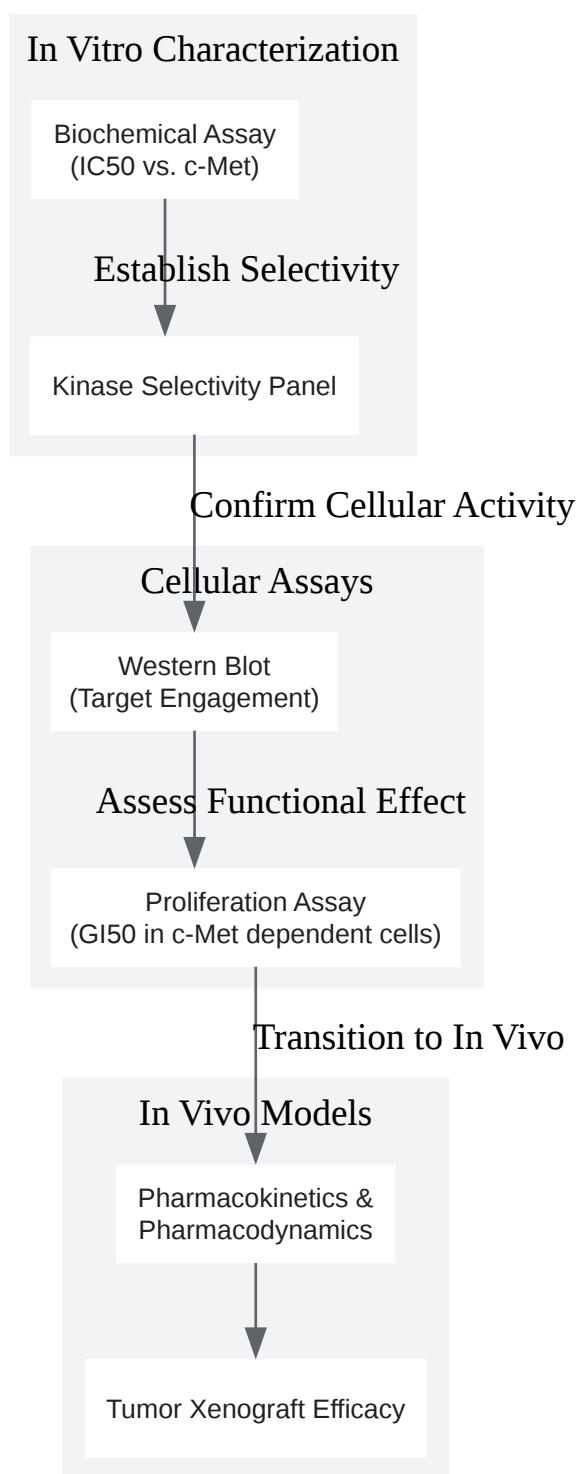 In Vitro Characterization
Biochemical Assay
(IC50 vs. c-Met)
Establish Selectivity
Kinase Selectivity Panel
Confirm Cellular Activity
Cellular Assays
Western Blot
(Target Engagement)
Assess Functional Effect
Proliferation Assay
(GI50 in c-Met dependent cells)
Transition to In Vivo
In Vivo Models
Pharmacokinetics &
Pharmacodynamics
Tumor Xenograft Efficacy